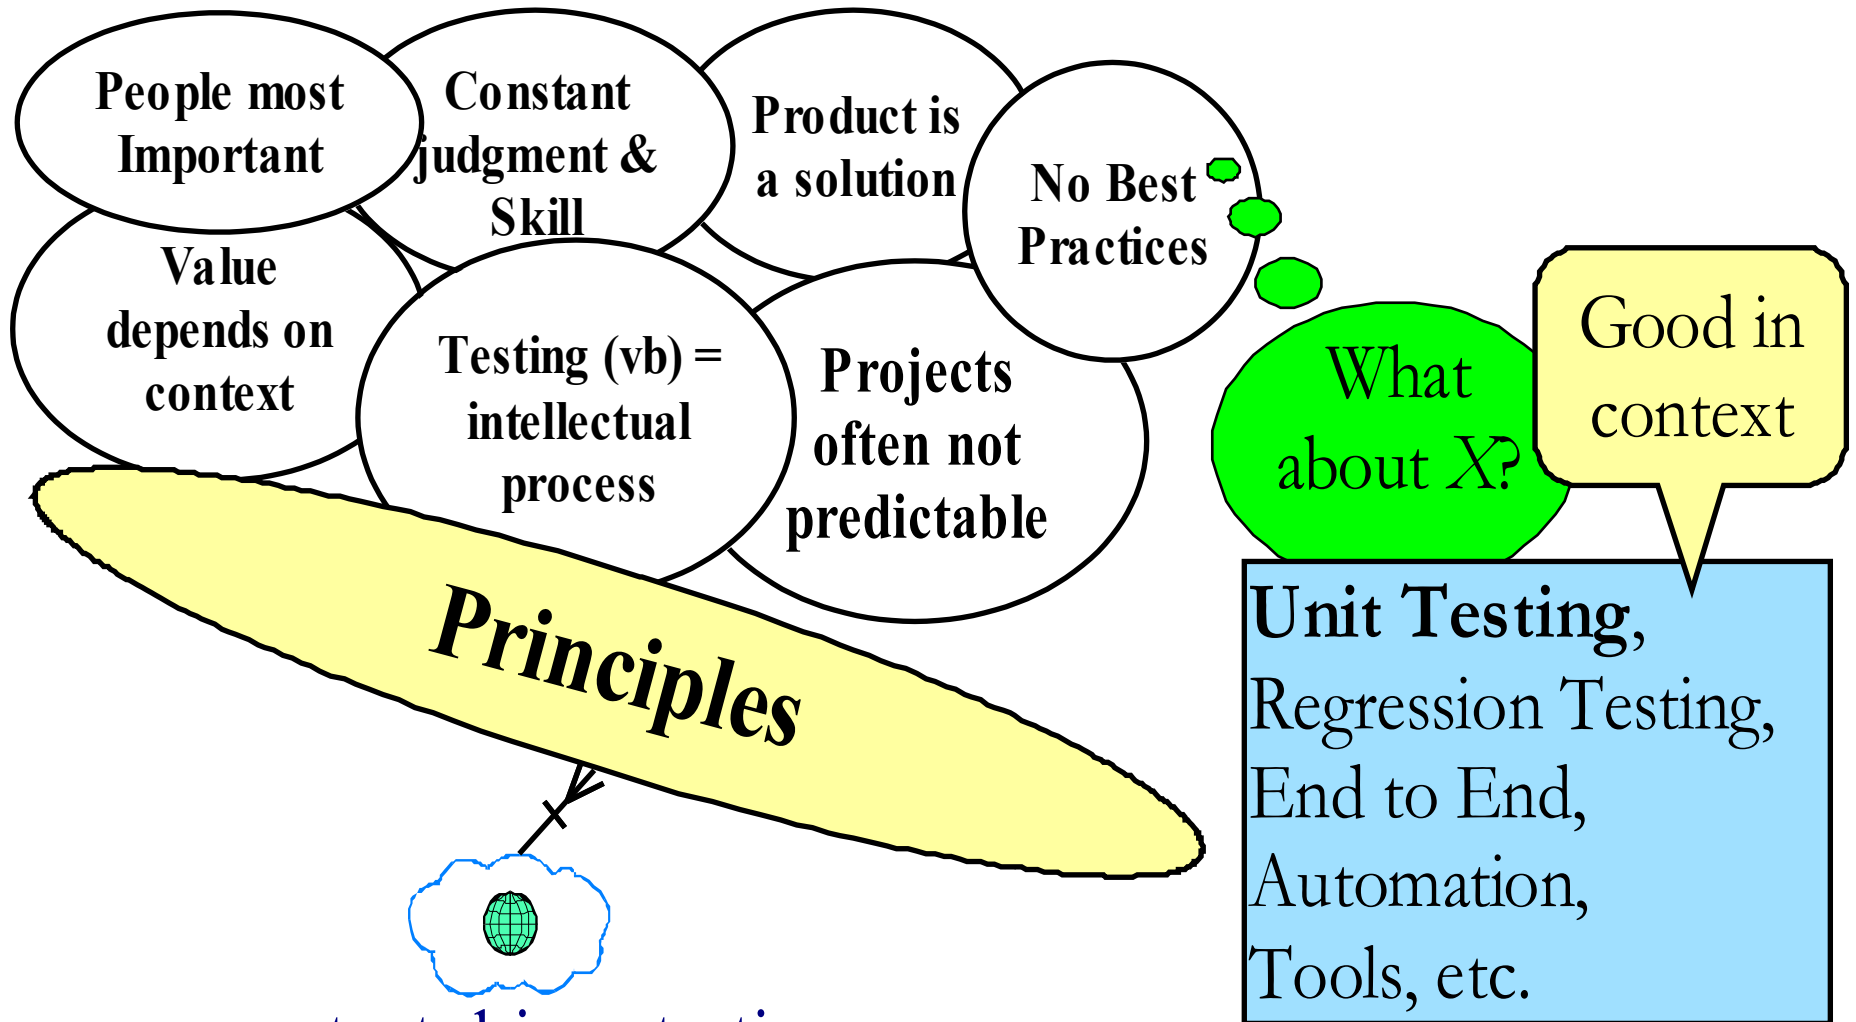 People most
Important
Constant
judgment &
Skill
Product is
a solution
No Best
Practices
Value
depends on
context
Testing (vb) =
intellectual
process
Projects
often not
predictable
What
about X?
Good in
context
Principles
Unit Testing,
Regression Testing,
End to End,
Automation,
Tools, etc.